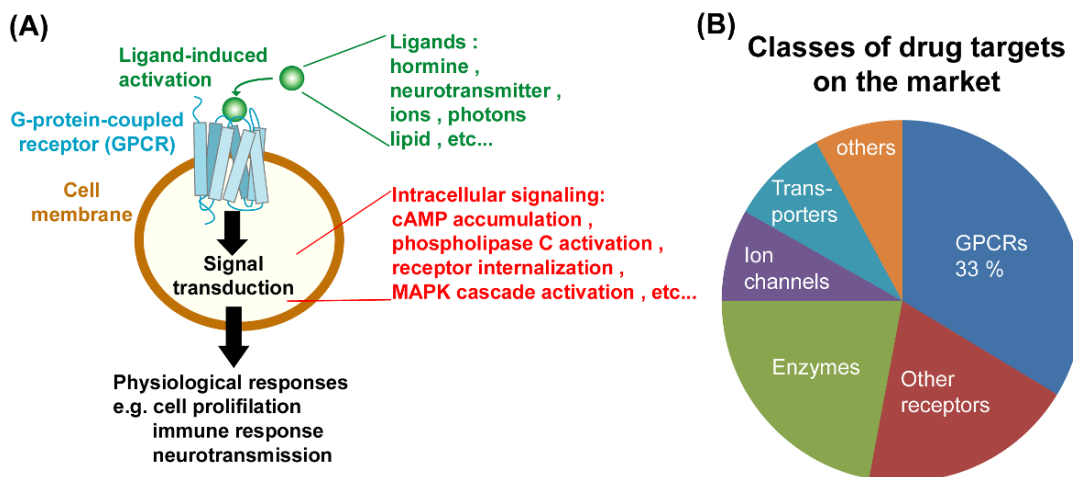 (A)
Ligand-induced
activation
Ligands :
hormine ,
neurotransmitter ,
ions , photons
lipid , etc...
G-protein-coupled
receptor (GPCR)
Cell
membrane
Intracellular signaling:
cAMP accumulation ,
phospholipase C activation ,
receptor internalization ,
MAPK cascade activation , etc...
Signal
transduction
Physiological responses
e.g. cell prolifilation
immune response
neurotransmission
(B)
Classes of drug targets
on the market
others
Trans-
porters
Ion
channels
GPCRs
33 %
Enzymes
Other
receptors